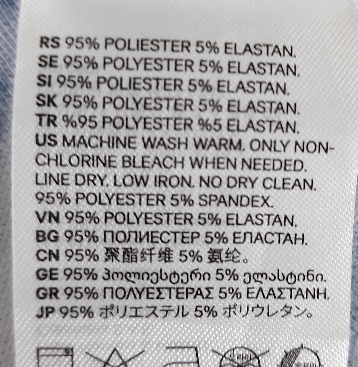 RS 95% POLIESTER 5% ELASTAN.
SE 95% POLYESTER 5% ELASTAN.
SI 95% POLIESTER 5% ELASTAN.
SK 95% POLYESTER 5% ELASTAN.
TR %95 POLYESTER %5 ELASTAN.
US MACHINE WASH WARM. ONLY NON-
CHLORINE BLEACH WHEN NEEDED.
LINE DRY. LOW IRON. NO DRY CLEAN.
95% POLYESTER 5% SPANDEX.
VN 95% POLYESTER 5% ELASTAN.
BG 95% ПОЛИЕСТЕР 5% ЕЛАСТАН.
CN 95% 聚酯纤维 5% 氨纶。
GE 95% პოლიესტერი 5% ელასტინი.
GR 95% ΠΟΛΥΕΣΤΕΡΑΣ 5% ΕΛΑΣΤΑΝΗ.
JP 95% ポリエステル 5% ポリウレタン。